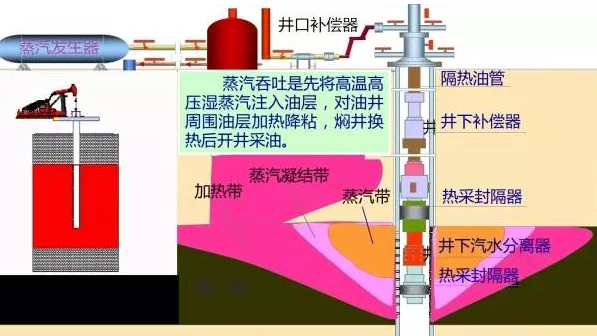 井口补偿器
蒸汽发生器
蒸汽吞吐是先将高温高
压湿蒸汽注入油层，对油井
周围油层加热降粘，焖井换
热后开井采油。
隔热油管
井下补偿器
井
蒸汽凝结带
加热带
蒸汽带
热采封隔器
井下汽水分离器
井
热采封隔器